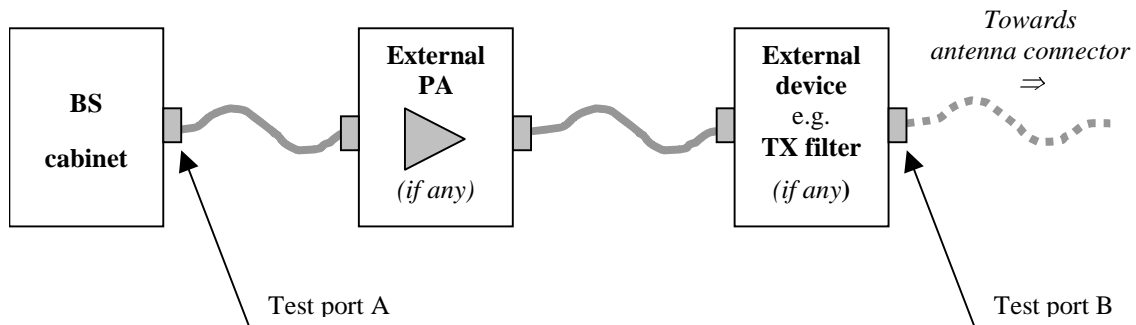 BS
cabinet
External
PA
(if any)
External
device
e.g.
TX filter
(if any)
Towards
antenna connector
⇒
Test port A
Test port B